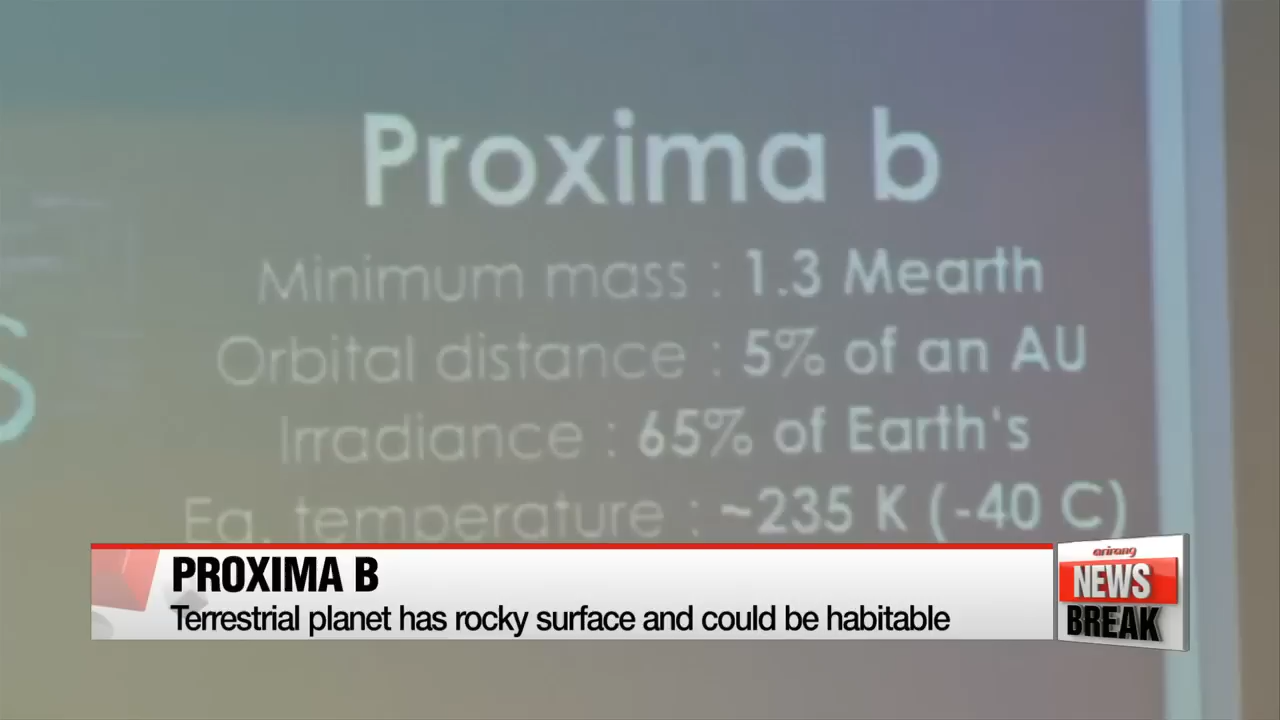 Proxima b
Minimum mass : 1.3 Mearth
Orbital distance : 5% of an AU
Irradiance : 65% of Earth's
Eq. temperature : ~235 K (-40 C)
PROXIMA B
Terrestrial planet has rocky surface and could be habitable
arirang
NEWS
BREAK